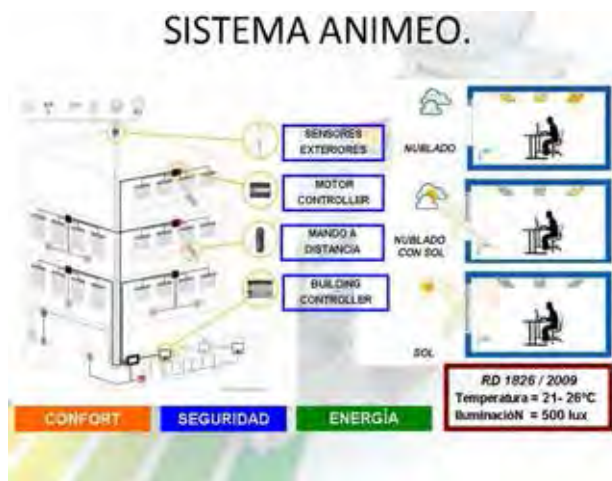 SISTEMA ANIMEO.
SENSORES
EXTERIORES
MOTOR
CONTROLLER
MANDO A
DISTANCIA
BUILDING
CONTROLLER
NUBLADO
NUBLADO
CON SOL
SOL
RD 1826 / 2009
Temperatura = 21- 26ºC
IluminacióN = 500 lux
CONFORT
SEGURIDAD
ENERGÍA